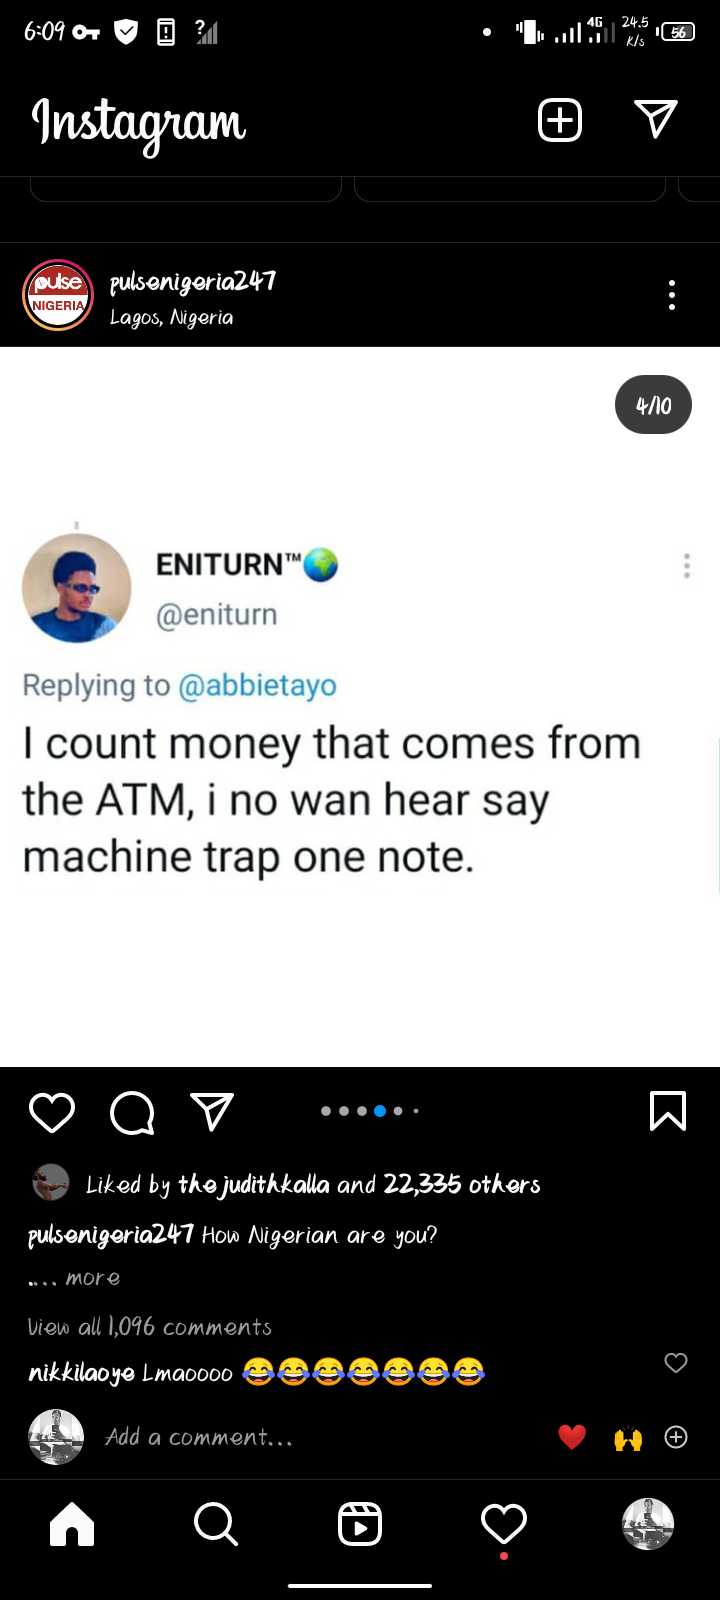 6:09
4G
24.5
K/s
56
Instagram
pulse
NIGERIA
pulsenigeria247
Lagos, Nigeria
4/10
ENITURN™🌍
@eniturn
Replying to @abbietayo
I count money that comes from
the ATM, i no wan hear say
machine trap one note.
Liked by thejudithkalla and 22,335 others
pulsenigeria247 How Nigerian are you?
.... more
View all 1,096 comments
nikkilaoye Lmaoooo 😂😂😂😂😂😂😂
Add a comment...